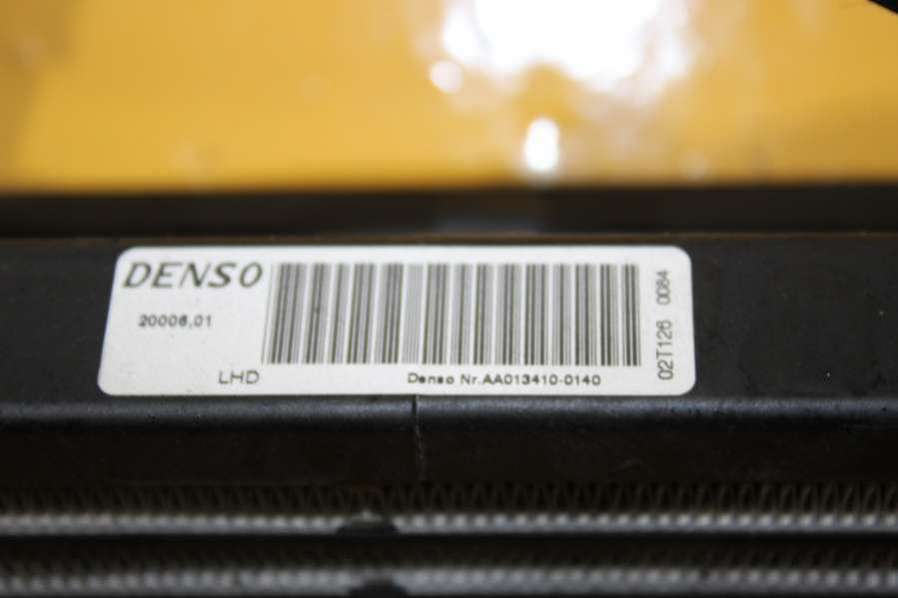 DENSO
20006,01
LHD
Denso Nr.AA013410-0140
02T126 0084